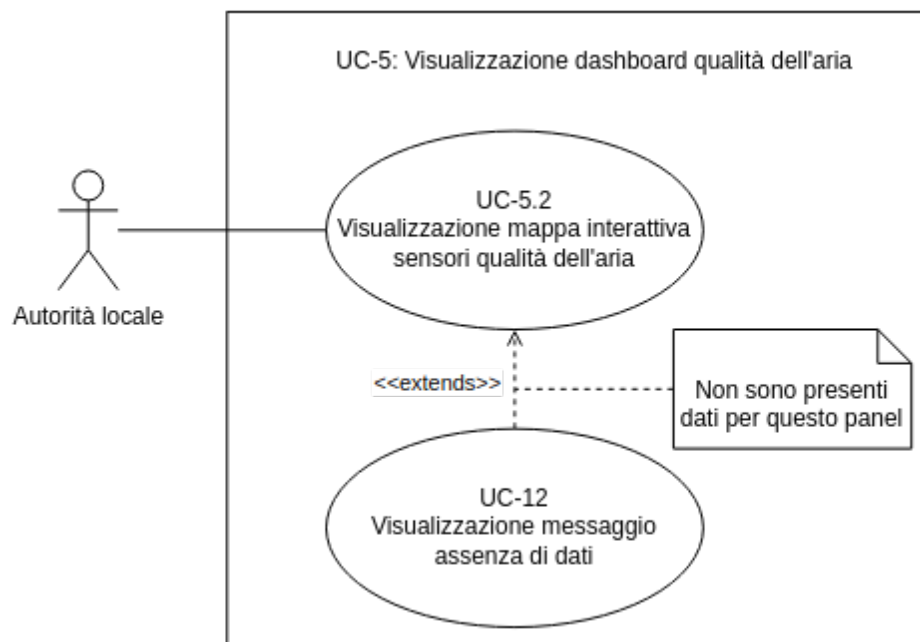 UC-5: Visualizzazione dashboard qualità dell'aria
UC-5.2
Visualizzazione mappa interattiva
sensori qualità dell'aria
Autorità locale
<<extends>>
Non sono presenti
dati per questo panel
UC-12
Visualizzazione messaggio
assenza di dati